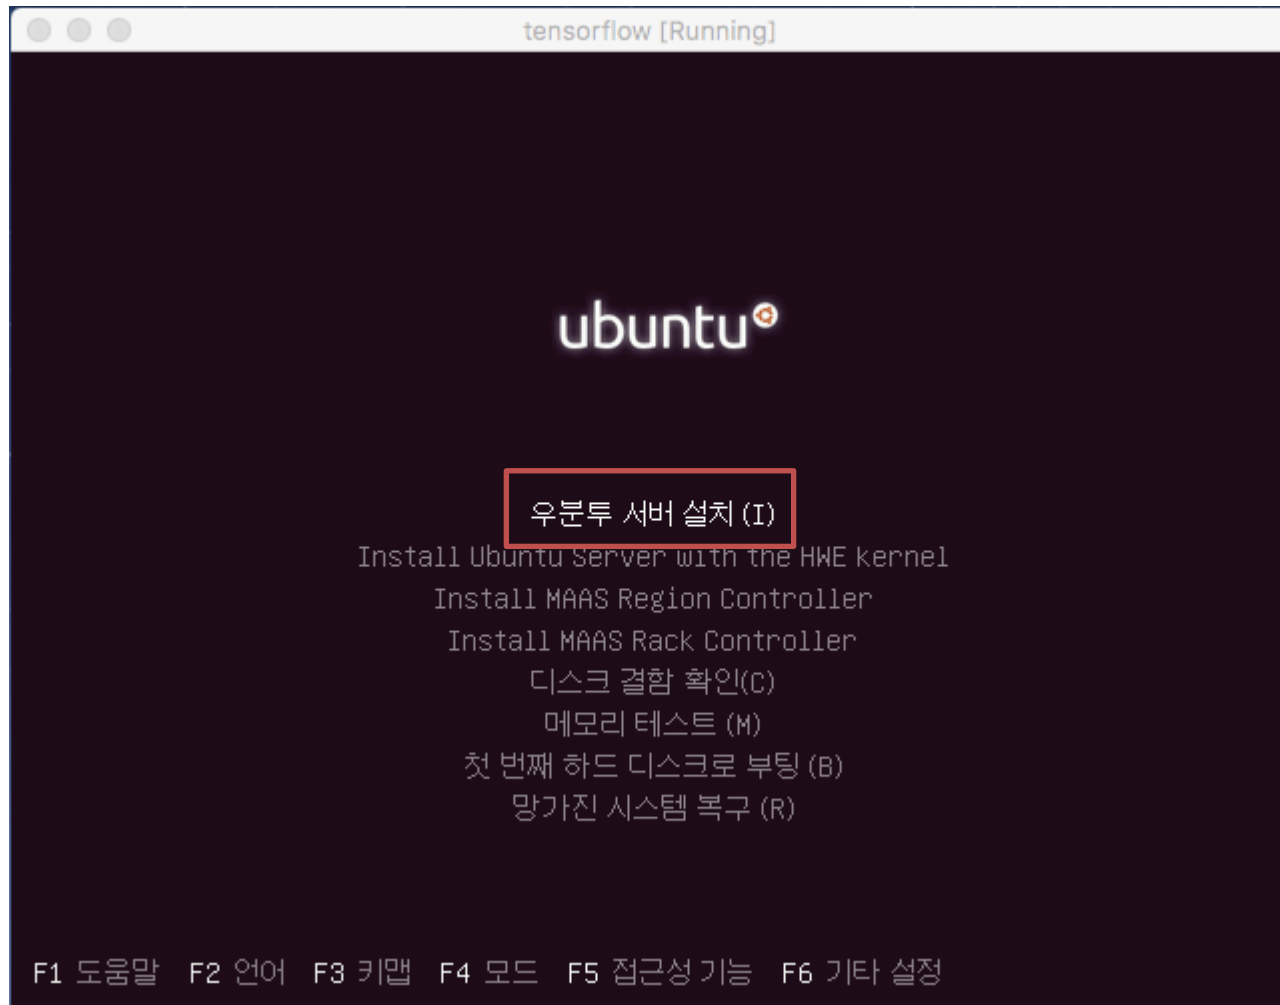 tensorflow [Running]
ubuntu
우분투 서버 설치 (I)
Install Ubuntu Server with the HWE kernel
Install MAAS Region Controller
Install MAAS Rack Controller
디스크 결함 확인(C)
메모리 테스트 (M)
첫 번째 하드 디스크로 부팅 (B)
망가진 시스템 복구 (R)
F1 도움말 F2 언어 F3 키맵 F4 모드 F5 접근성 기능 F6 기타 설정